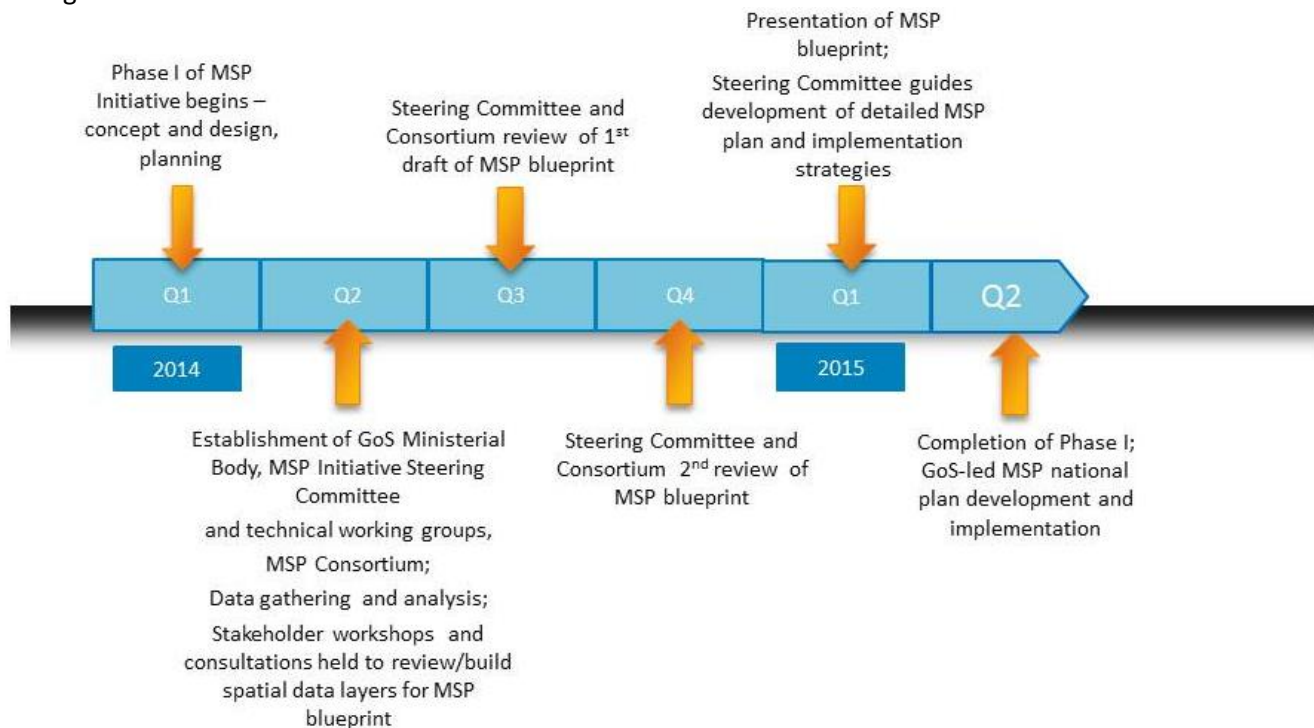 Phase I of MSP
Initiative begins –
concept and design,
planning
Steering Committee and
Consortium review of 1st
draft of MSP blueprint
Presentation of MSP
blueprint;
Steering Committee guides
development of detailed MSP
plan and implementation
strategies
Q1
Q2
Q3
Q4
Q1
Q2
2014
2015
Establishment of GoS Ministerial
Body, MSP Initiative Steering
Committee
and technical working groups,
MSP Consortium;
Data gathering and analysis;
Stakeholder workshops and
consultations held to review/build
spatial data layers for MSP
blueprint
Steering Committee and
Consortium 2nd review of
MSP blueprint
Completion of Phase I;
GoS-led MSP national
plan development and
implementation